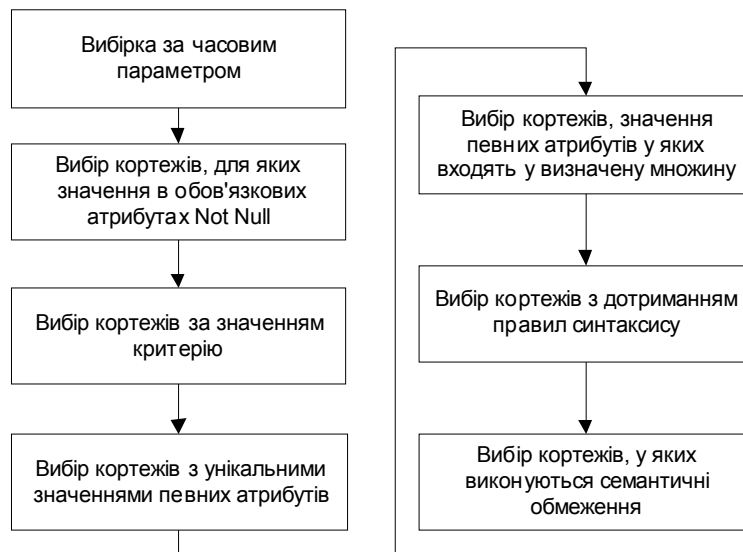 Вибірка за часовим
параметром
Вибір кортежів, для яких
значення в обов'язкових
атрибутах Not Null
Вибір кортежів за значенням
критерію
Вибір кортежів з унікальними
значеннями певних атрибутів
Вибір кортежів, значення
певних атрибутів у яких
входять у визначену множину
Вибір кортежів з дотриманням
правил синтаксису
Вибір кортежів, у яких
виконуються семантичні
обмеження